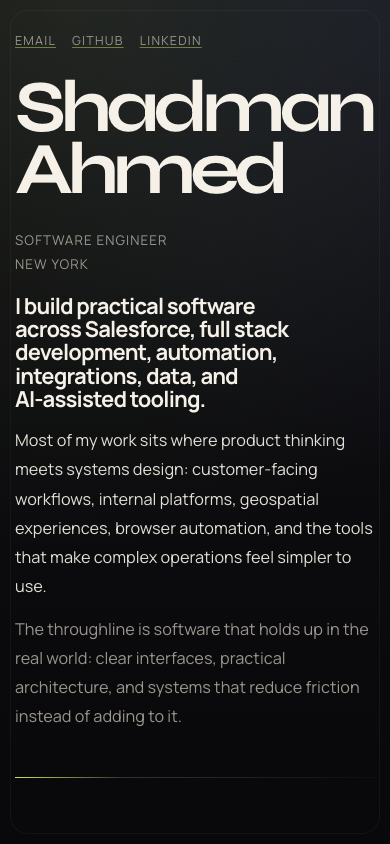 EMAIL GITHUB LINKEDIN
Shadman
Ahmed
SOFTWARE ENGINEER
NEW YORK
I build practical software
across Salesforce, full stack
development, automation,
integrations, data, and
AI-assisted tooling.
Most of my work sits where product thinking
meets systems design: customer-facing
workflows, internal platforms, geospatial
experiences, browser automation, and the tools
that make complex operations feel simpler to
use.
The throughline is software that holds up in the
real world: clear interfaces, practical
architecture, and systems that reduce friction
instead of adding to it.